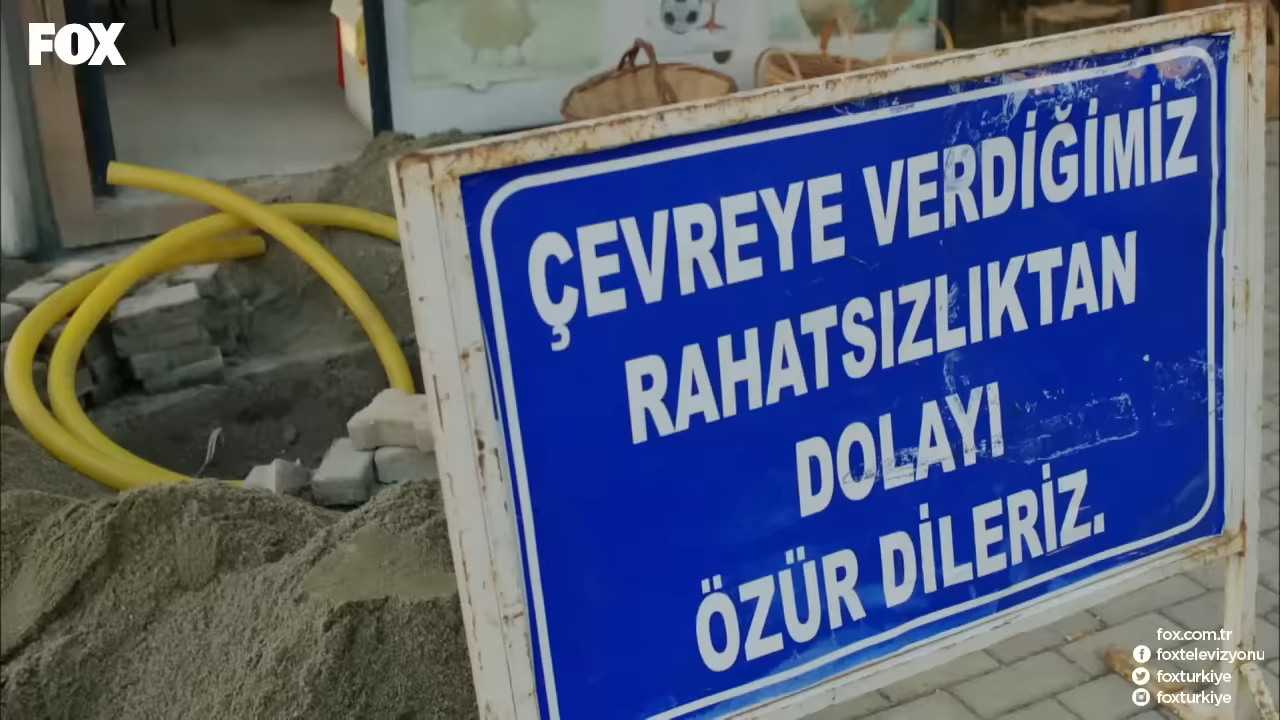 FOX
ÇEVREYE VERDİĞİMİZ
RAHATSIZLIKTAN
DOLAYI
ÖZÜR DİLERİZ.
fox.com.tr
foxtelevizyonu
foxturkiye
foxturkiye